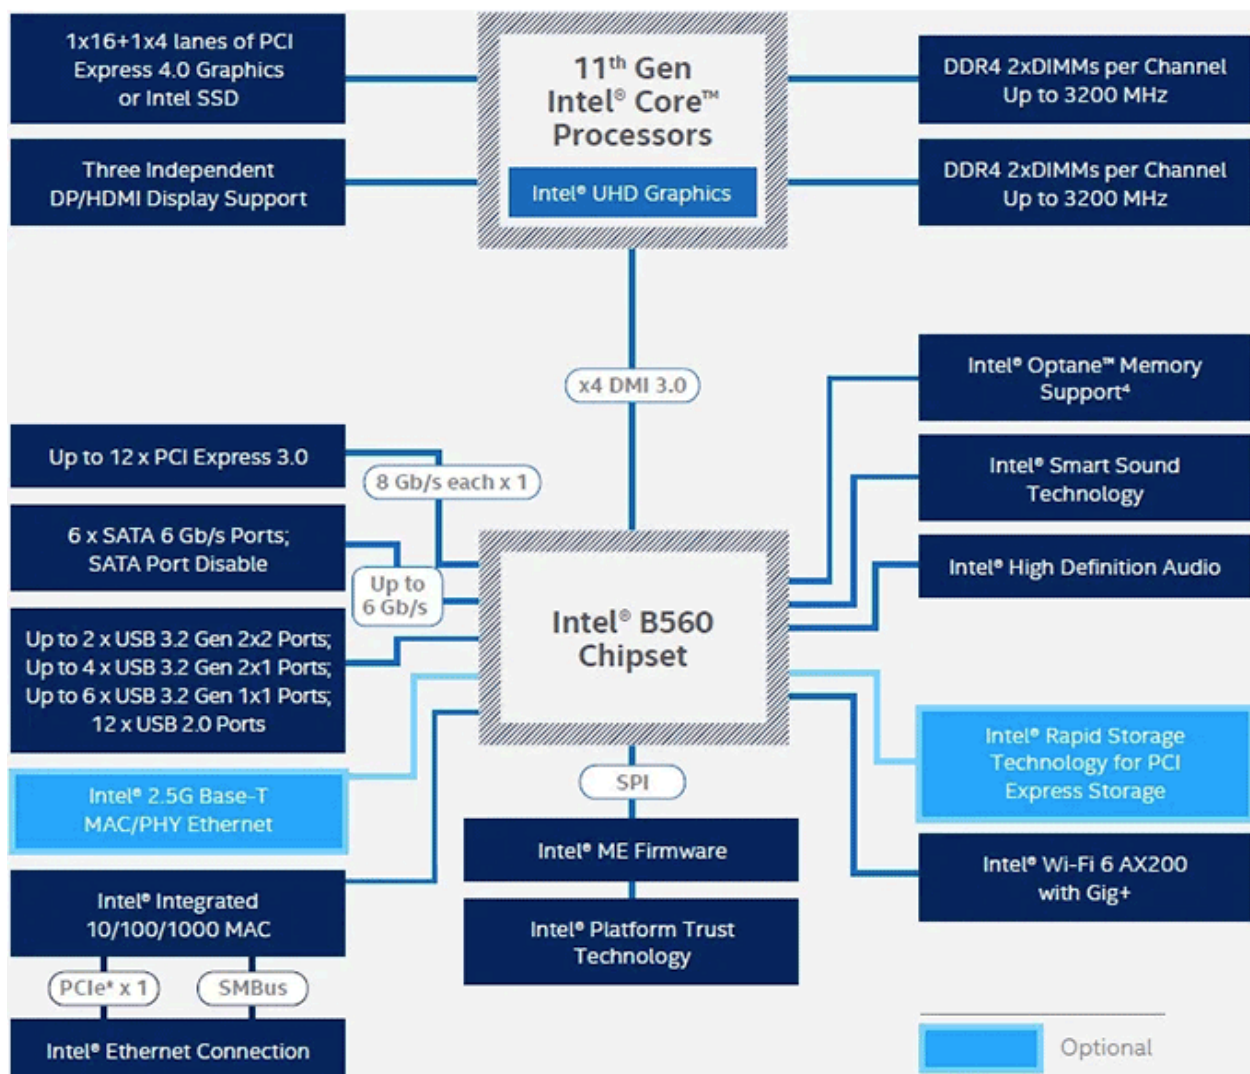 1x16+1x4 lanes of PCI
Express 4.0 Graphics
or Intel SSD
Three Independent
DP/HDMI Display Support
11th Gen
Intel® Core™
Processors
Intel® UHD Graphics
DDR4 2xDIMMs per Channel
Up to 3200 MHz
DDR4 2xDIMMs per Channel
Up to 3200 MHz
x4 DMI 3.0
Up to 12 x PCI Express 3.0
8 Gb/s each x 1
6 x SATA 6 Gb/s Ports;
SATA Port Disable
Up to
6 Gb/s
Up to 2 x USB 3.2 Gen 2x2 Ports;
Up to 4 x USB 3.2 Gen 2x1 Ports;
Up to 6 x USB 3.2 Gen 1x1 Ports;
12 x USB 2.0 Ports
Intel® 2.5G Base-T
MAC/PHY Ethernet
Intel® Integrated
10/100/1000 MAC
PCIe* x 1
SMBus
Intel® Ethernet Connection
Intel® B560
Chipset
SPI
Intel® ME Firmware
Intel® Platform Trust
Technology
Intel® Optane™ Memory
Support⁴
Intel® Smart Sound
Technology
Intel® High Definition Audio
Intel® Rapid Storage
Technology for PCI
Express Storage
Intel® Wi-Fi 6 AX200
with Gig+
Optional